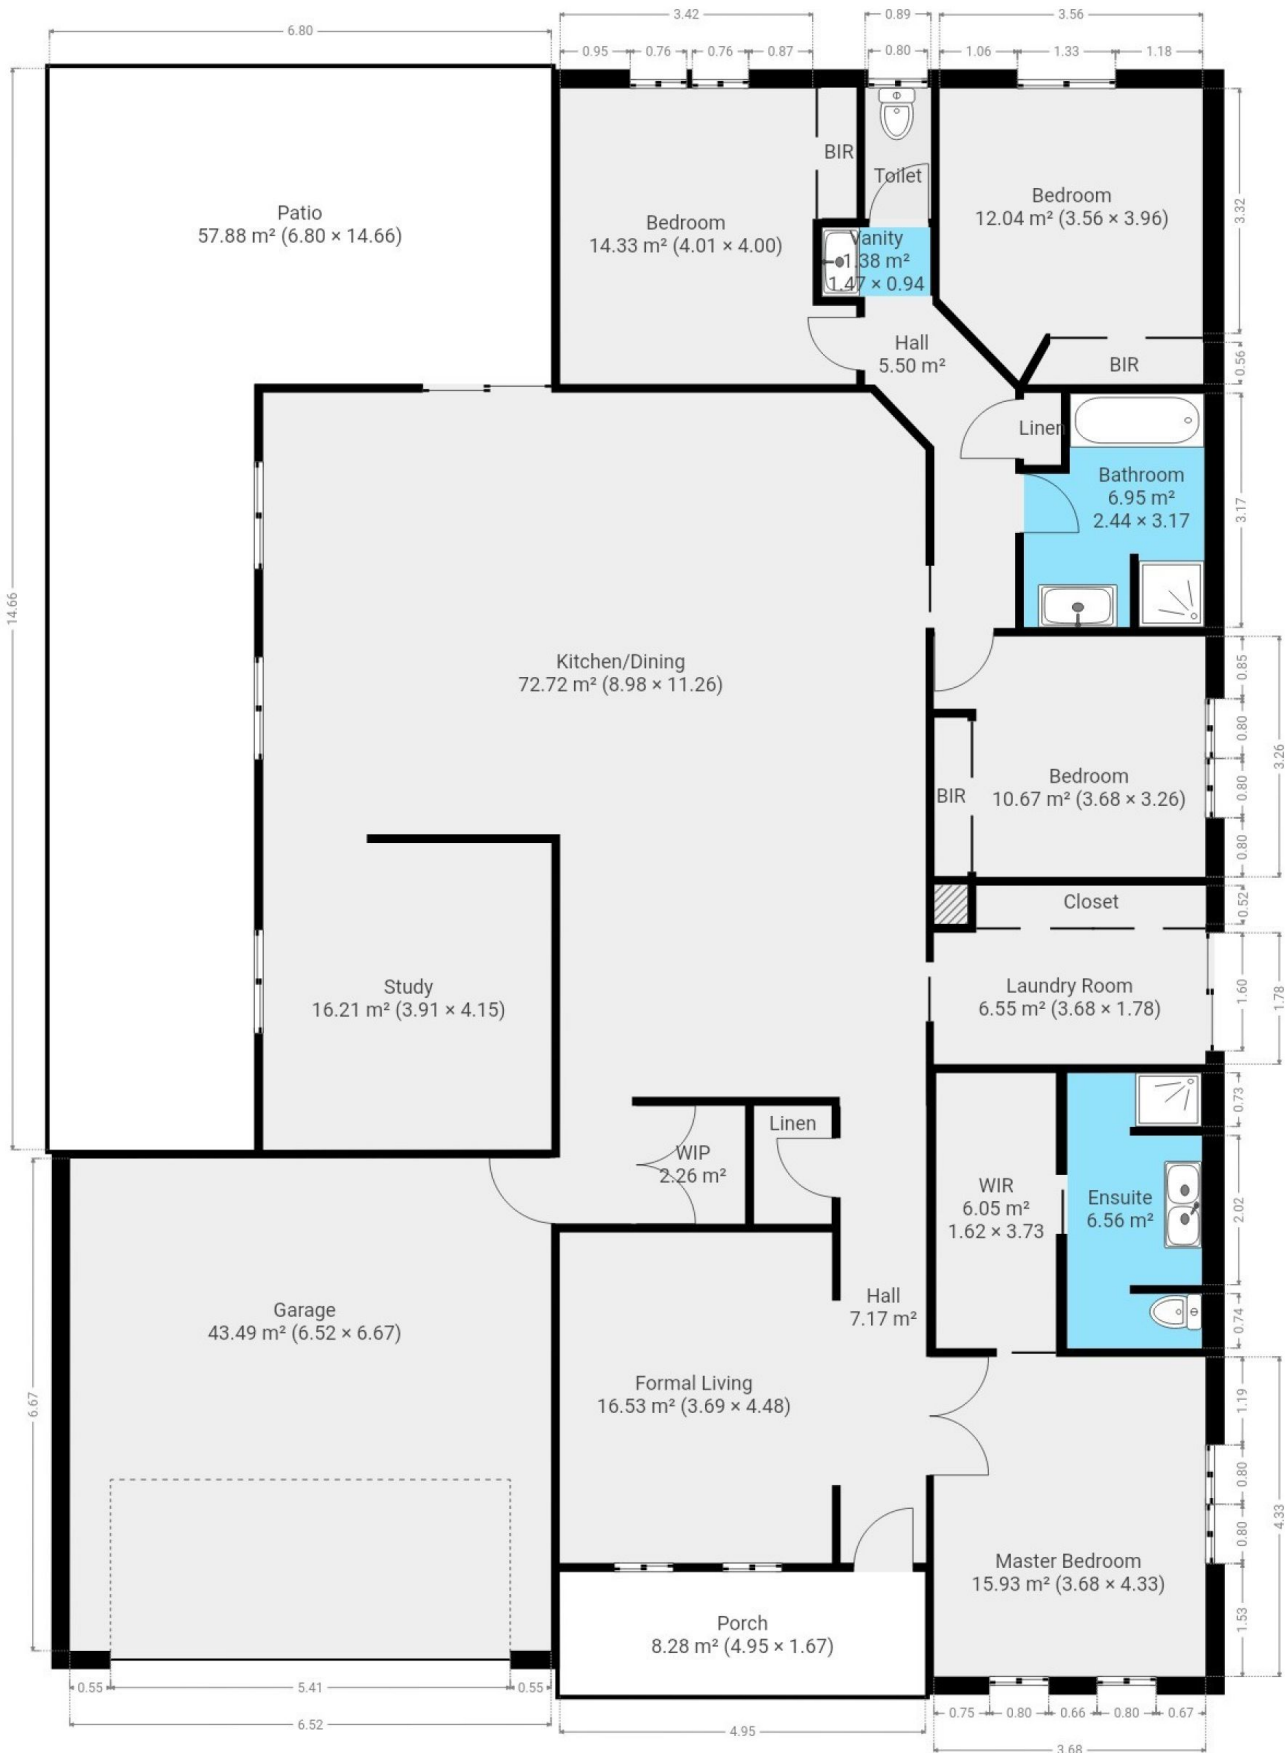 3.42
0.89
3.56
6.80
0.95
0.76
0.76
0.87
0.80
1.06
1.33
1.18
14.66
Patio
57.88 m² (6.80 × 14.66)
Bedroom
14.33 m² (4.01 × 4.00)
BIR
Toilet
Vanity
1.38 m²
1.47 × 0.94
Bedroom
12.04 m² (3.56 × 3.96)
3.32
Hall
5.50 m²
BIR
0.56
Linen
Bathroom
6.95 m²
2.44 × 3.17
3.17
Kitchen/Dining
72.72 m² (8.98 × 11.26)
0.85
0.80
0.80
0.80
3.26
BIR
Bedroom
10.67 m² (3.68 × 3.26)
Closet
0.52
Study
16.21 m² (3.91 × 4.15)
Laundry Room
6.55 m² (3.68 × 1.78)
1.60
1.78
Linen
WIP
2.26 m²
0.73
WIR
6.05 m²
1.62 × 3.73
Ensuite
6.56 m²
2.02
0.74
Garage
43.49 m² (6.52 × 6.67)
6.67
Hall
7.17 m²
Formal Living
16.53 m² (3.69 × 4.48)
1.19
0.80
0.80
1.53
4.33
Master Bedroom
15.93 m² (3.68 × 4.33)
Porch
8.28 m² (4.95 × 1.67)
0.55
5.41
0.55
6.52
4.95
0.75
0.80
0.66
0.80
0.67
3.68